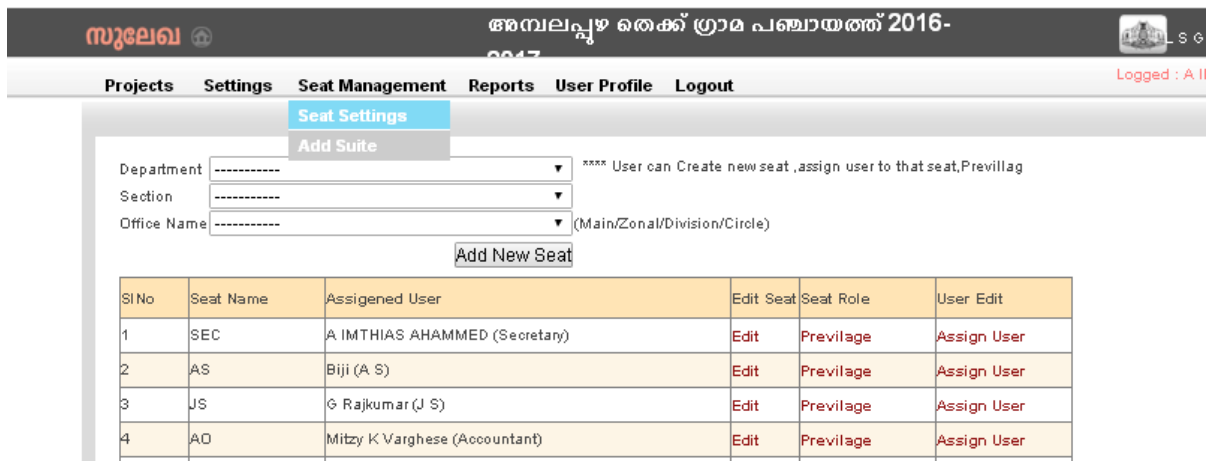 സുലേഖ
അമ്പലപ്പുഴ തെക്ക് ഗ്രാമ പഞ്ചായത്ത് 2016-
2017
L S G
Logged : A I
Projects Settings Seat Management Reports User Profile Logout
Seat Settings
Add Suite
Department ----------- **** User can Create new seat ,assign user to that seat,Previllag
Section -----------
Office Name ----------- (Main/Zonal/Division/Circle)
Add New Seat
Sl No Seat Name Assigened User Edit Seat Seat Role User Edit
1 SEC A IMTHIAS AHAMMED (Secretary) Edit Previlage Assign User
2 AS Biji (A S) Edit Previlage Assign User
3 JS G Rajkumar (J S) Edit Previlage Assign User
4 AO Mitzy K Varghese (Accountant) Edit Previlage Assign User